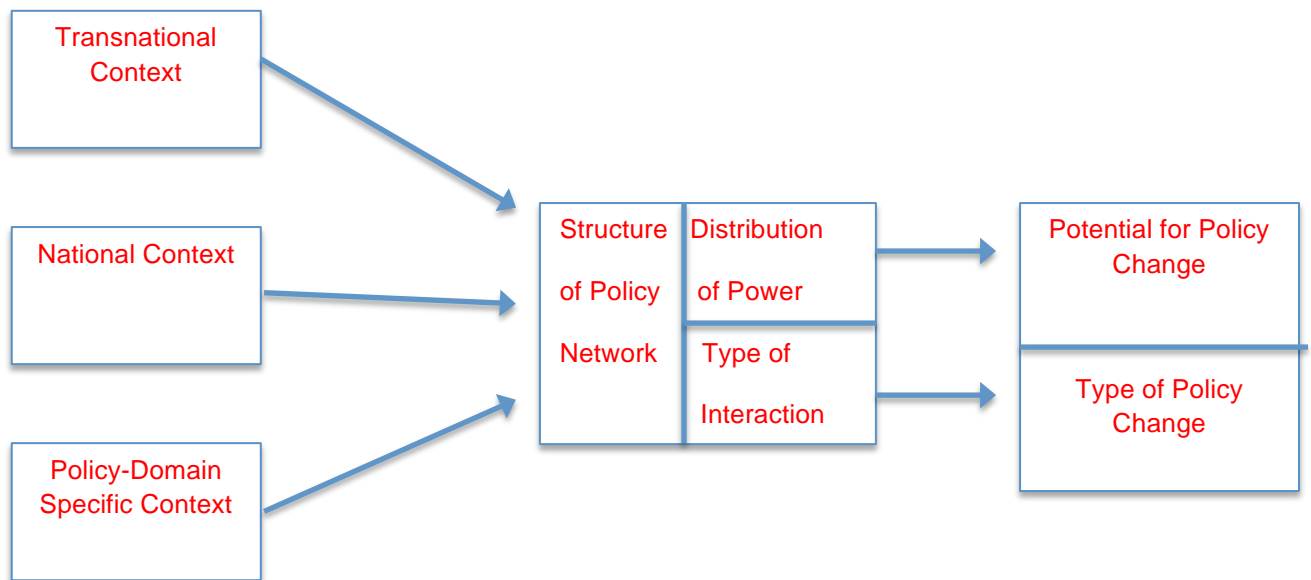 Transnational
Context
National Context
Policy-Domain
Specific Context
Structure
of Policy
Network
Distribution
of Power
Type of
Interaction
Potential for Policy
Change
Type of Policy
Change